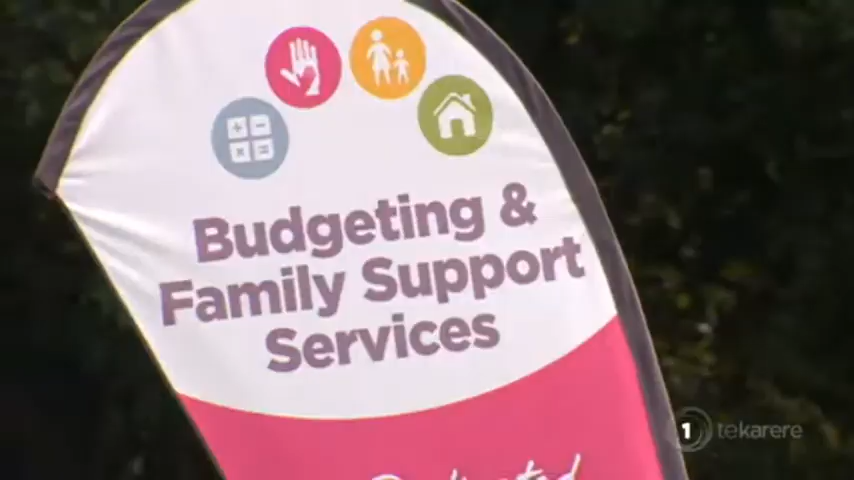 Budgeting &
Family Support
Services
1 tekarere